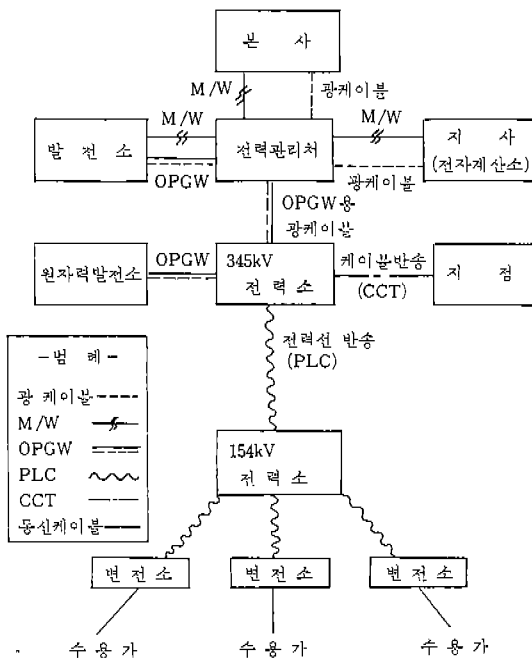 본 사
M/W
광케이블
M/W
M/W
발 전 소
전력관리처
지 사
(전자계산소)
OPGW
광케이블
OPGW용
광케이블
원자력발전소
OPGW
345kV
전 력 소
케이블반송
(CCT)
지 점
전력선 반송
(PLC)
-범 례-
광 케이블
M/W
OPGW
PLC
CCT
통신케이블
154kV
전 력 소
변 전 소
변 전 소
변 전 소
수 용 가
수 용 가
수 용 가